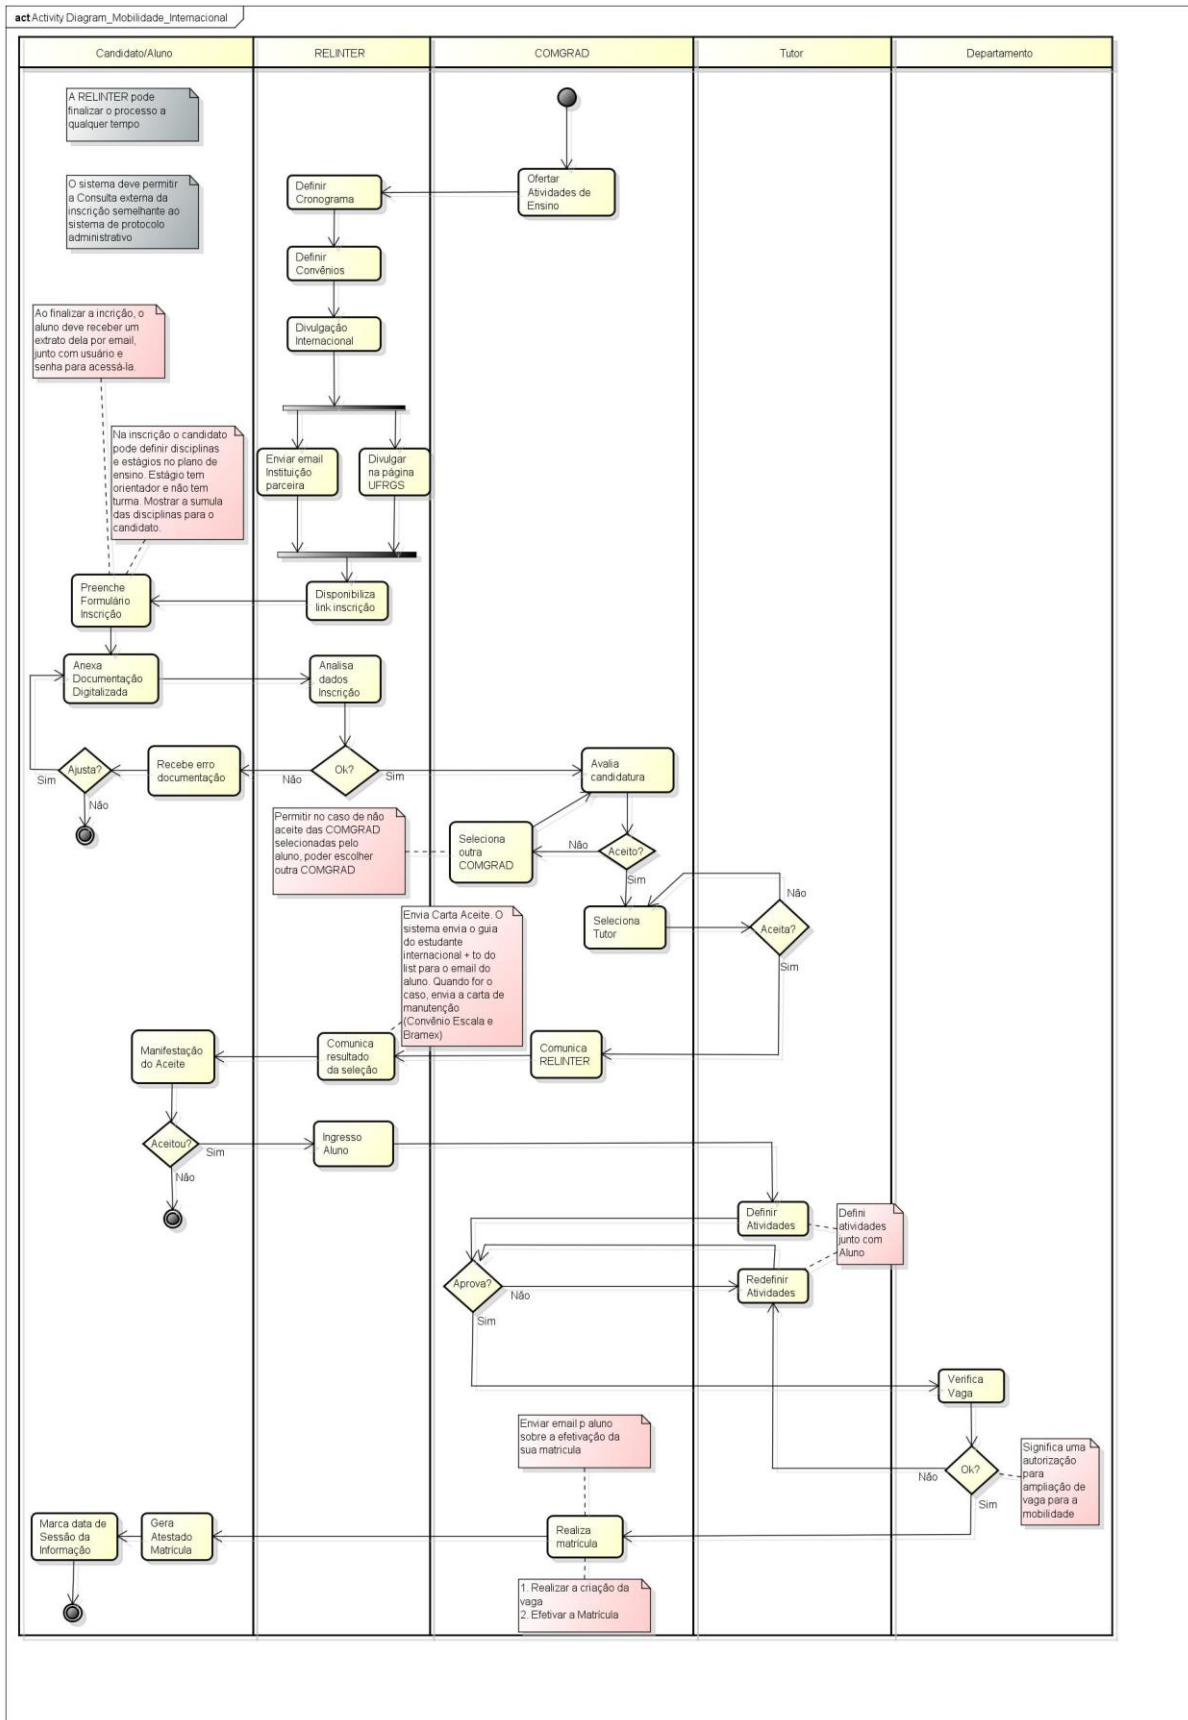 act Activity Diagram_Mobilidade_Internacional
Candidato/Aluno
RELINTER
COMGRAD
Tutor
Departamento
A RELINTER pode
finalizar o processo a
qualquer tempo
Ofertar
Atividades de
Ensino
Definir
Cronograma
O sistema deve permitir
a Consulta externa da
inscrição semelhante ao
sistema de protocolo
administrativo
Definir
Convênios
Ao finalizar a incrição, o
aluno deve receber um
extrato dela por email,
junto com usuário e
senha para acessá-la.
Divulgação
Internacional
Na inscrição o candidato
pode definir disciplinas
e estágios no plano de
ensino. Estágio tem
orientador e não tem
turma. Mostrar a sumula
das disciplinas para o
candidato.
Enviar email
Instituição
parceira
Divulgar
na página
UFRGS
Preenche
Formulário
Inscrição
Disponibiliza
link inscrição
Anexa
Documentação
Digitalizada
Analisa
dados
Inscrição
Ajusta?
Sim
Não
Recebe erro
documentação
Não
Ok?
Sim
Avalia
candidatura
Permitir no caso de não
aceite das COMGRAD
selecionadas pelo
aluno, poder escolher
outra COMGRAD
Seleciona
outra
COMGRAD
Não
Aceito?
Sim
Não
Seleciona
Tutor
Aceita?
Sim
Envia Carta Aceite. O
sistema envia o guia
do estudante
internacional + to do
list para o email do
aluno. Quando for o
caso, envia a carta de
manutenção
(Convênio Escala e
Bramex)
Manifestação
do Aceite
Comunica
resultado
da seleção
Comunica
RELINTER
Aceitou?
Sim
Não
Ingresso
Aluno
Definir
Atividades
Defini
atividades
junto com
Aluno
Aprova?
Não
Sim
Redefinir
Atividades
Verifica
Vaga
Enviar email p aluno
sobre a efetivação da
sua matricula
Não
Ok?
Sim
Significa uma
autorização
para
ampliação de
vaga para a
mobilidade
Marca data de
Sessão da
Informação
Gera
Atestado
Matricula
Realiza
matrícula
1. Realizar a criação da
vaga
2. Efetivar a Matrícula